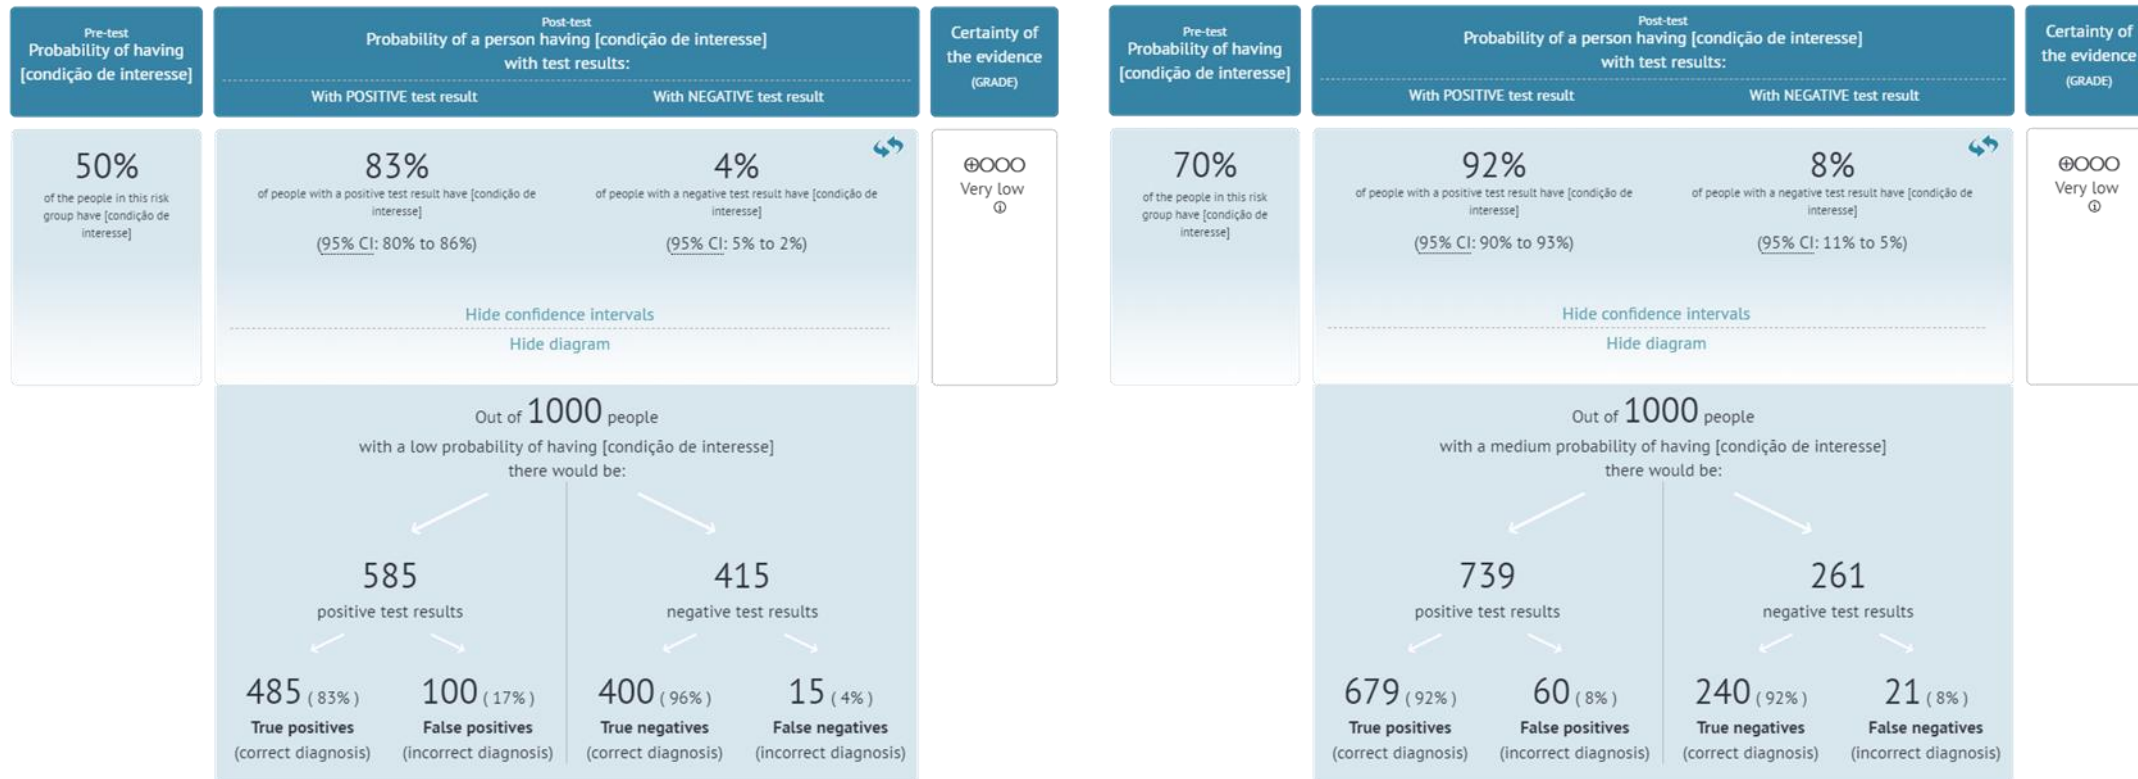 Pre-test
Probability of having
[condição de interesse]
Post-test
Probability of a person having [condição de interesse]
with test results:
With POSITIVE test result
With NEGATIVE test result
Certainty of
the evidence
(GRADE)
50%
of the people in this risk
group have [condição de
interesse]
83%
of people with a positive test result have [condição de
interesse]
(95% CI: 80% to 86%)
4%
of people with a negative test result have [condição de
interesse]
(95% CI: 5% to 2%)
⊕○○○
Very low
Hide confidence intervals
Hide diagram
Out of 1000 people
with a low probability of having [condição de interesse]
there would be:
585
positive test results
415
negative test results
485 ( 83% )
True positives
(correct diagnosis)
100 ( 17% )
False positives
(incorrect diagnosis)
400 ( 96% )
True negatives
(correct diagnosis)
15 ( 4% )
False negatives
(incorrect diagnosis)
Pre-test
Probability of having
[condição de interesse]
Post-test
Probability of a person having [condição de interesse]
with test results:
With POSITIVE test result
With NEGATIVE test result
Certainty of
the evidence
(GRADE)
70%
of the people in this risk
group have [condição de
interesse]
92%
of people with a positive test result have [condição de
interesse]
(95% CI: 90% to 93%)
8%
of people with a negative test result have [condição de
interesse]
(95% CI: 11% to 5%)
⊕○○○
Very low
Hide confidence intervals
Hide diagram
Out of 1000 people
with a medium probability of having [condição de interesse]
there would be:
739
positive test results
261
negative test results
679 ( 92% )
True positives
(correct diagnosis)
60 ( 8% )
False positives
(incorrect diagnosis)
240 ( 92% )
True negatives
(correct diagnosis)
21 ( 8% )
False negatives
(incorrect diagnosis)